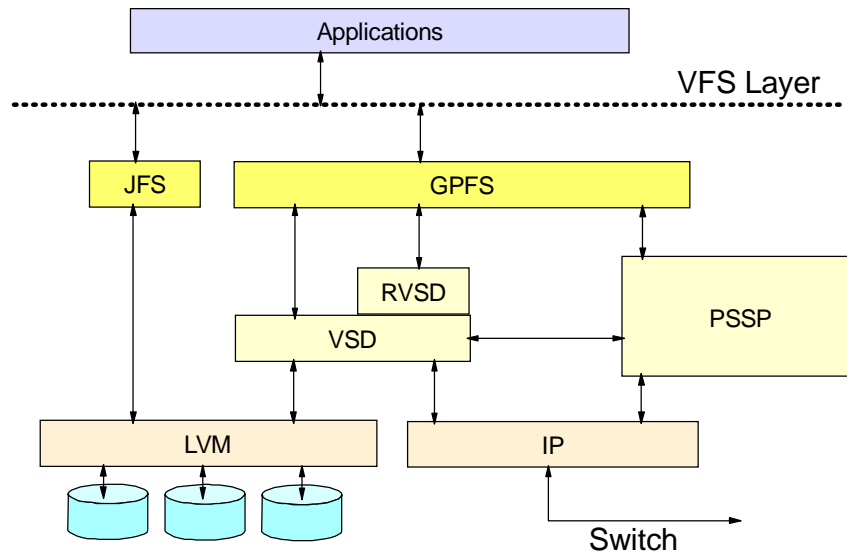 Applications
VFS Layer
JFS
GPFS
RVSD
VSD
PSSP
LVM
IP
Switch